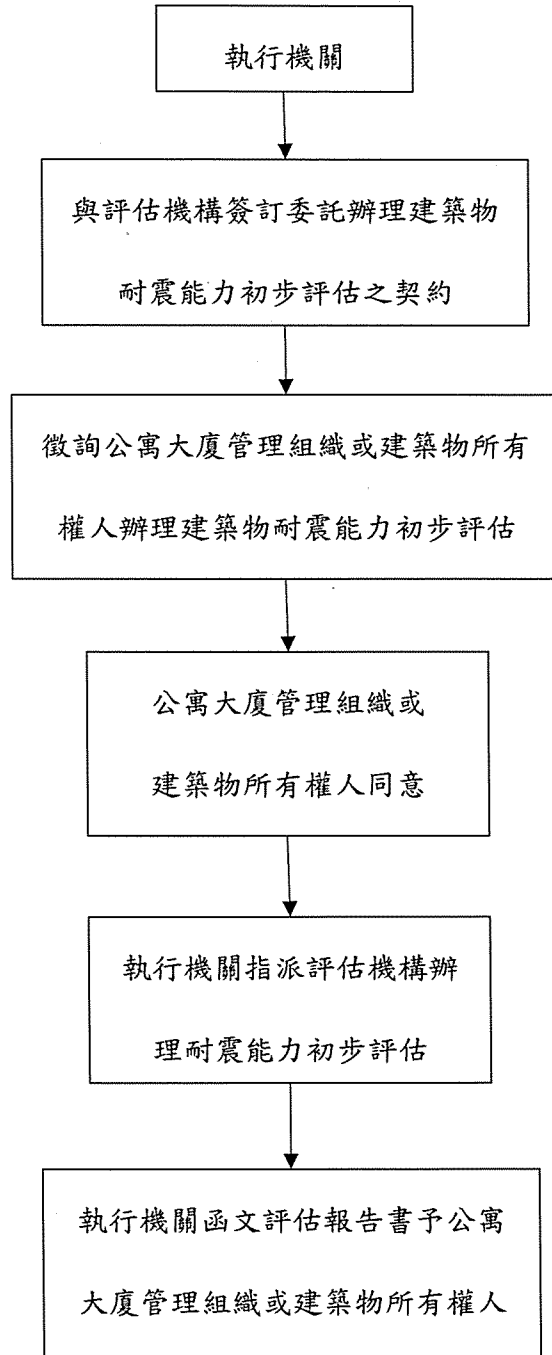 執行機關
與評估機構簽訂委託辦理建築物
耐震能力初步評估之契約
徵詢公寓大廈管理組織或建築物所有
權人辦理建築物耐震能力初步評估
公寓大廈管理組織或
建築物所有權人同意
執行機關指派評估機構辦
理耐震能力初步評估
執行機關函文評估報告書予公寓
大廈管理組織或建築物所有權人